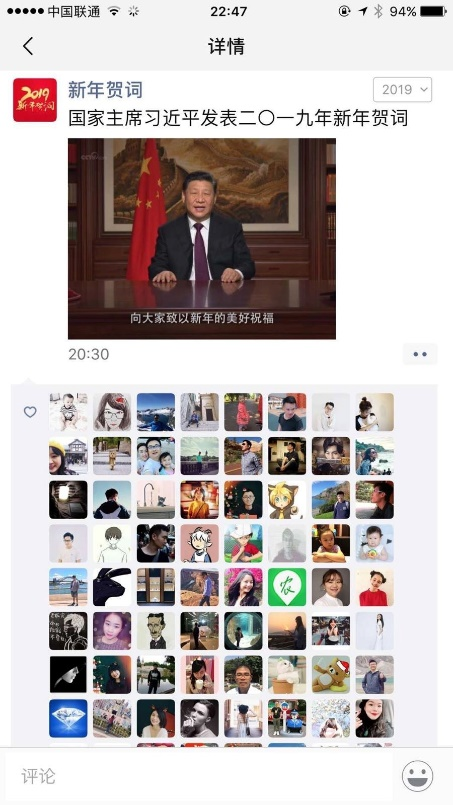 中国联通
22:47
94%
详情
2019
新年贺词
新年贺词
2019
国家主席习近平发表二〇一九年新年贺词
CCTV
向大家致以新年的美好祝福
20:30
农
评论